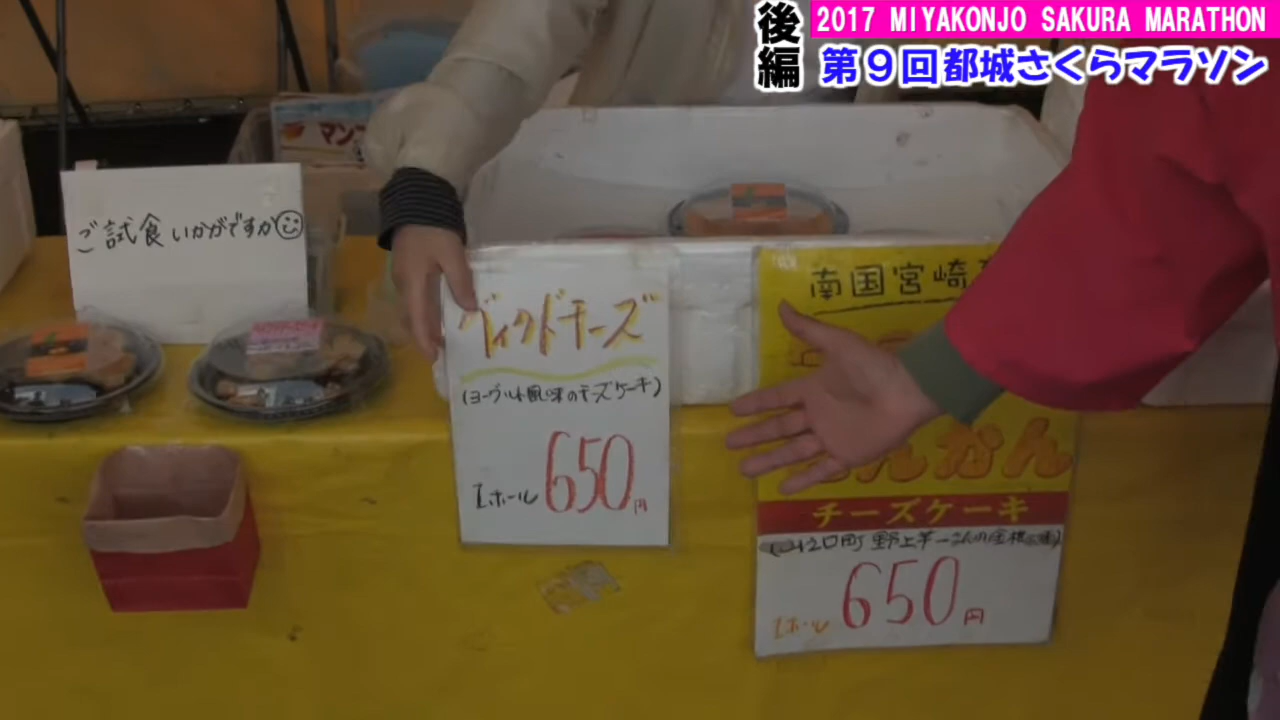 後編
2017 MIYAKONJO SAKURA MARATHON
第9回都城さくらマラソン
マン
ご試食いかがですか
ヴィクトチーズ
(ヨーグルト風味のチーズケーキ)
1ホール 650円
南国宮崎
んかん
チーズケーキ
1ホール 650円